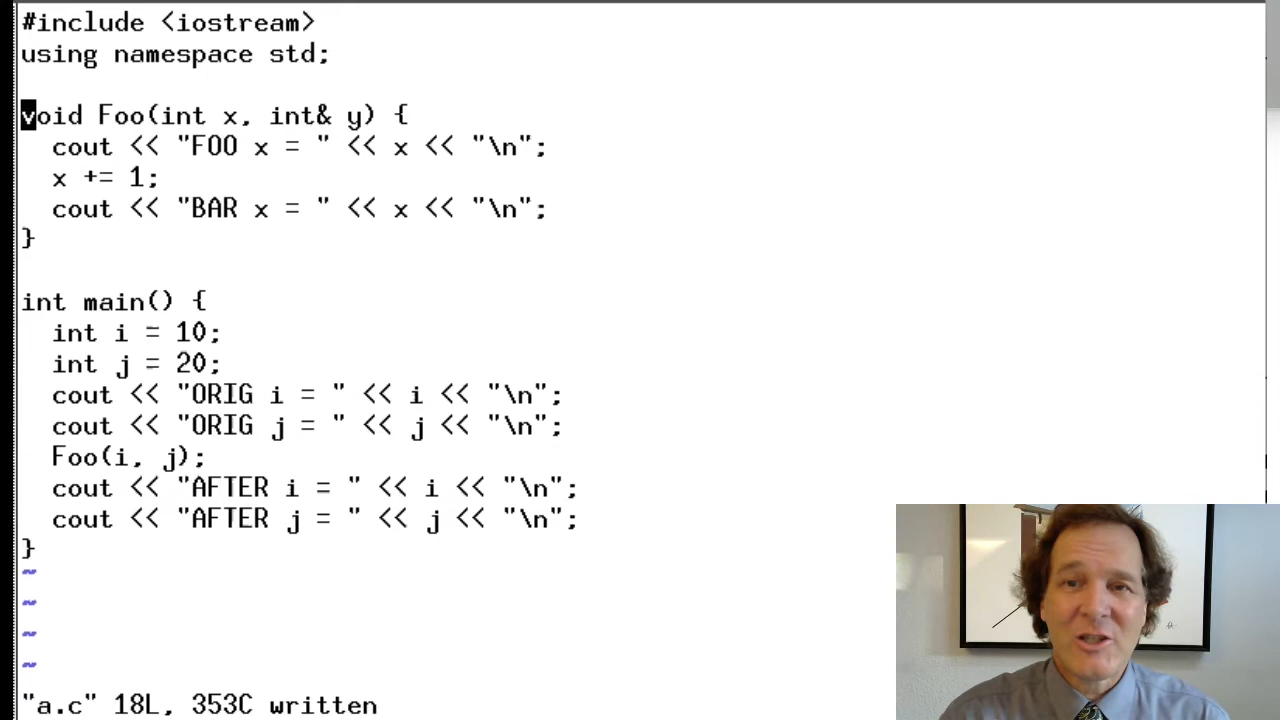 #include <iostream>
using namespace std;
void Foo(int x, int& y) {
  cout << "FOO x = " << x << "\n";
  x += 1;
  cout << "BAR x = " << x << "\n";
}
int main() {
  int i = 10;
  int j = 20;
  cout << "ORIG i = " << i << "\n";
  cout << "ORIG j = " << j << "\n";
  Foo(i, j);
  cout << "AFTER i = " << i << "\n";
  cout << "AFTER j = " << j << "\n";
}
~
~
~
~
"a.c" 18L, 353C written